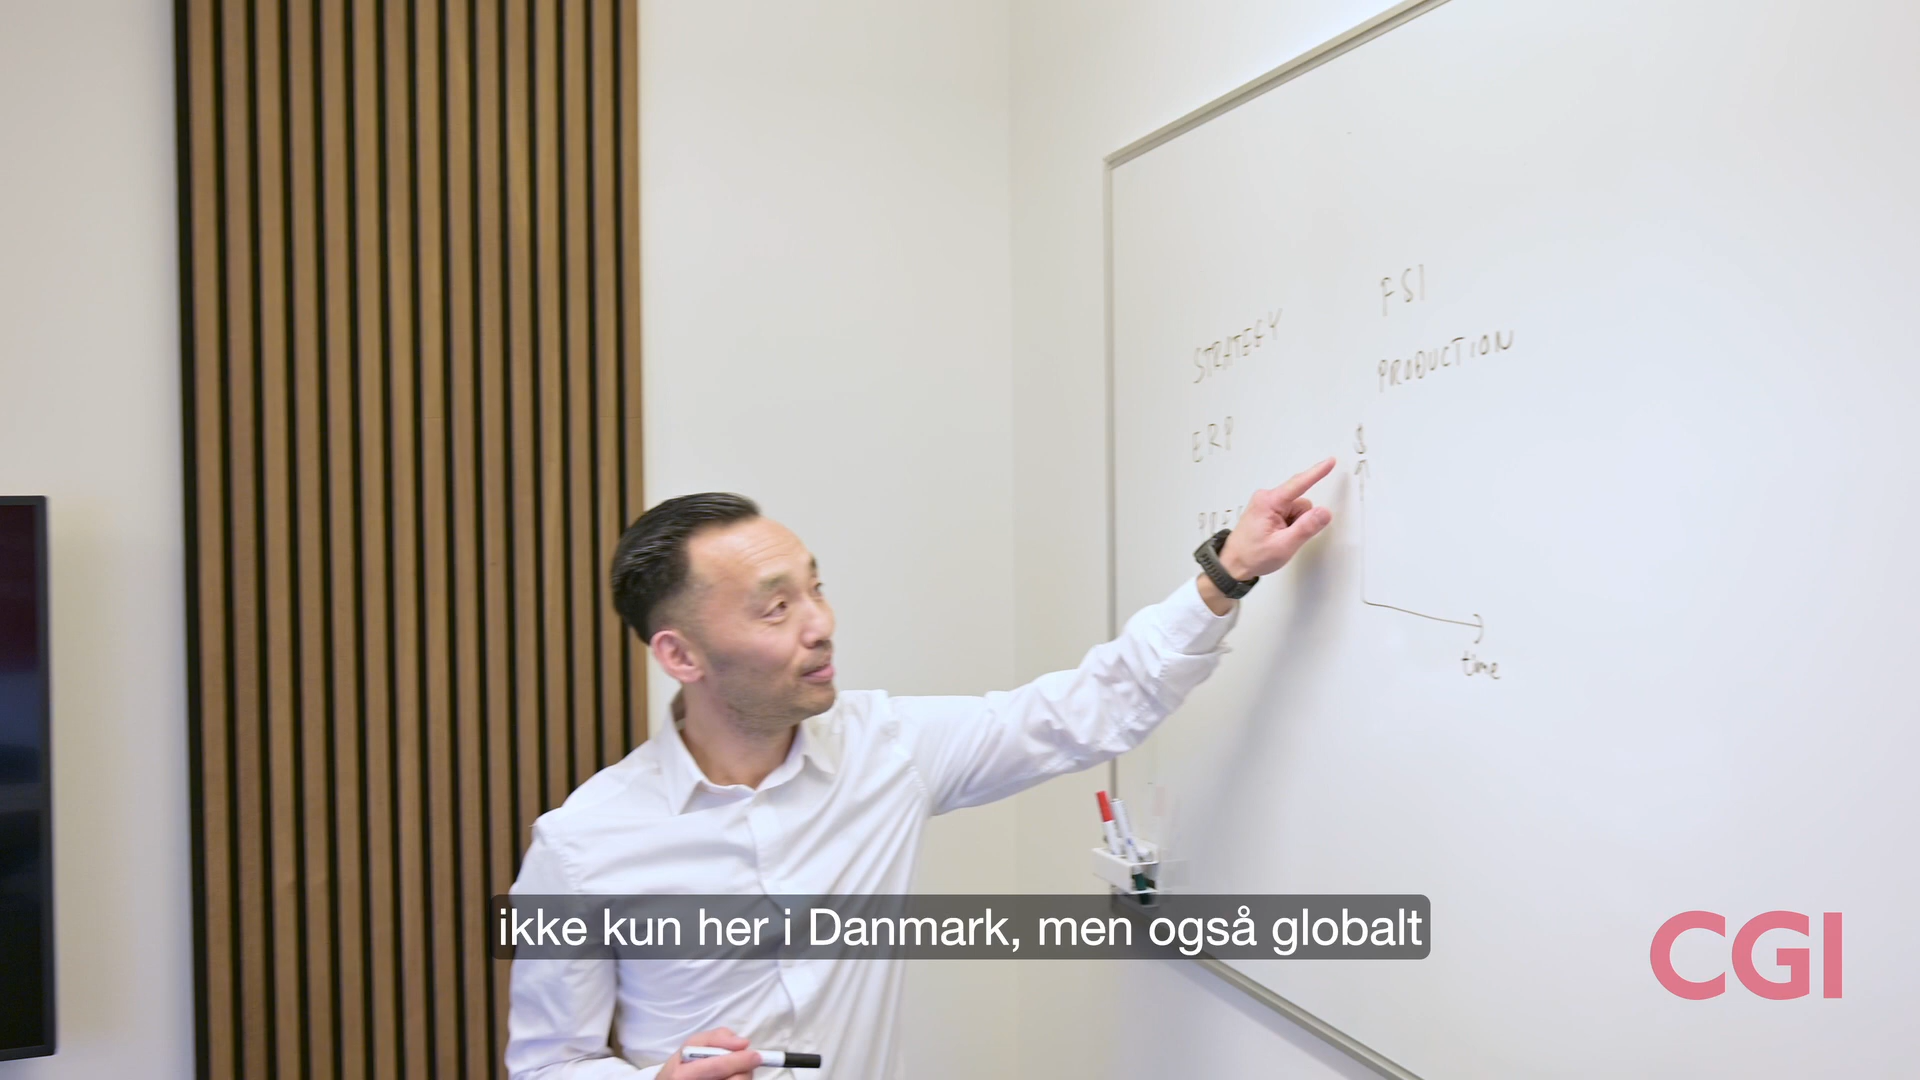 FSI
STRATEGY
PRODUCTION
ERP
$
time
ikke kun her i Danmark, men også globalt
CGI